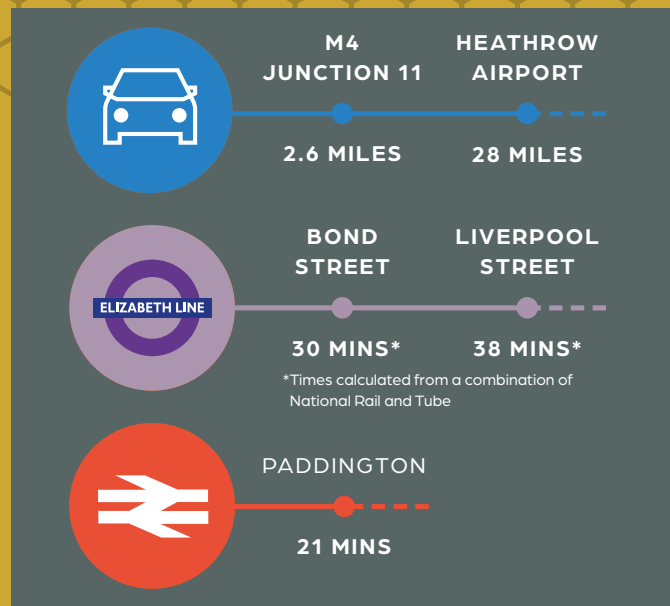 M4
JUNCTION 11
HEATHROW
AIRPORT
2.6 MILES
28 MILES
ELIZABETH LINE
BOND
STREET
LIVERPOOL
STREET
30 MINS*
38 MINS*
*Times calculated from a combination of
National Rail and Tube
PADDINGTON
21 MINS